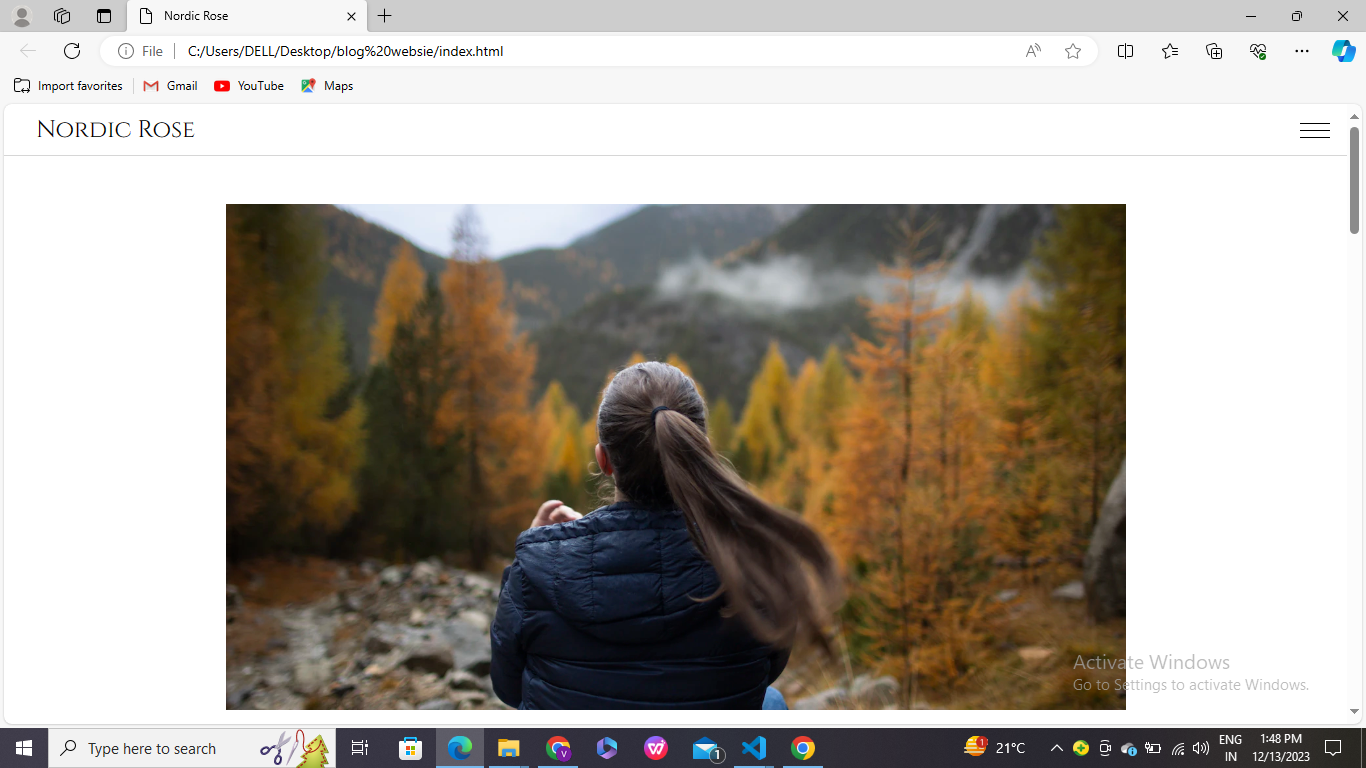 Nordic Rose
File
C:/Users/DELL/Desktop/blog%20websie/index.html
Import favorites
Gmail
YouTube
Maps
Nordic Rose
Activate Windows
Go to Settings to activate Windows.
Type here to search
1
V
1
21°C
ENG
IN
1:48 PM
12/13/2023